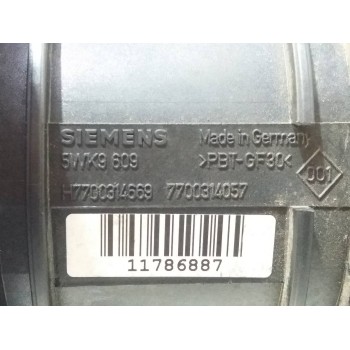 SIEMENS Made in Germany
5WK9 609 >PBT-GF30< 001
H7700314669 7700314057
11786887